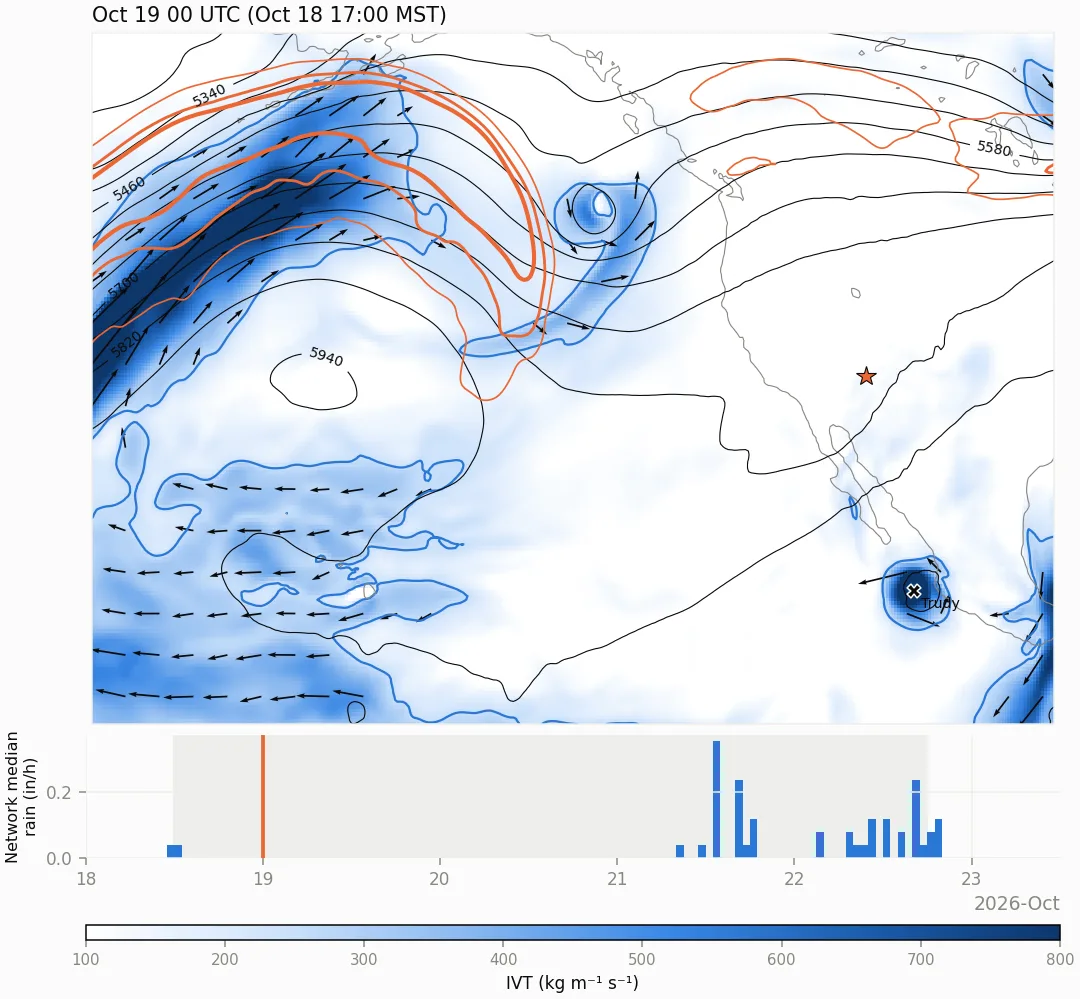 Oct 19 00 UTC (Oct 18 17:00 MST)
5340
5580
5460
5700
5820
5940
Trudy
Network median
rain (in/h)
0.2
0.0
18 19 20 21 22 23
2026-Oct
100 200 300 400 500 600 700 800
IVT (kg m⁻¹ s⁻¹)